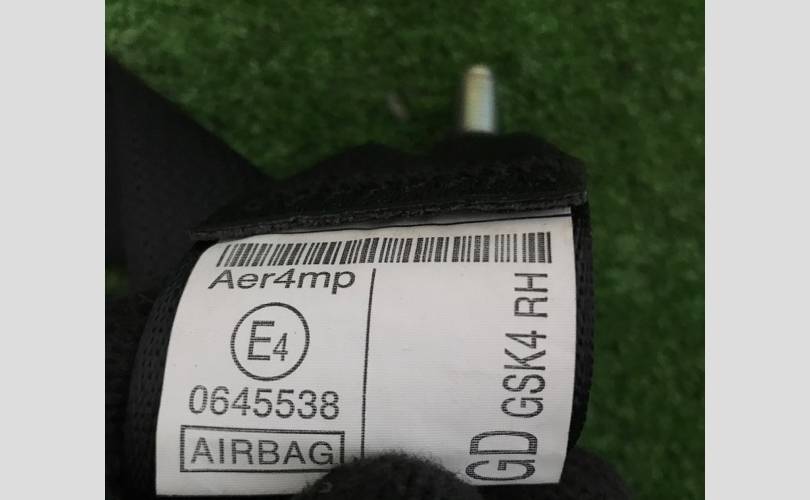 Aer4mp
E4
0645538
AIRBAG
GD GSK4 RH